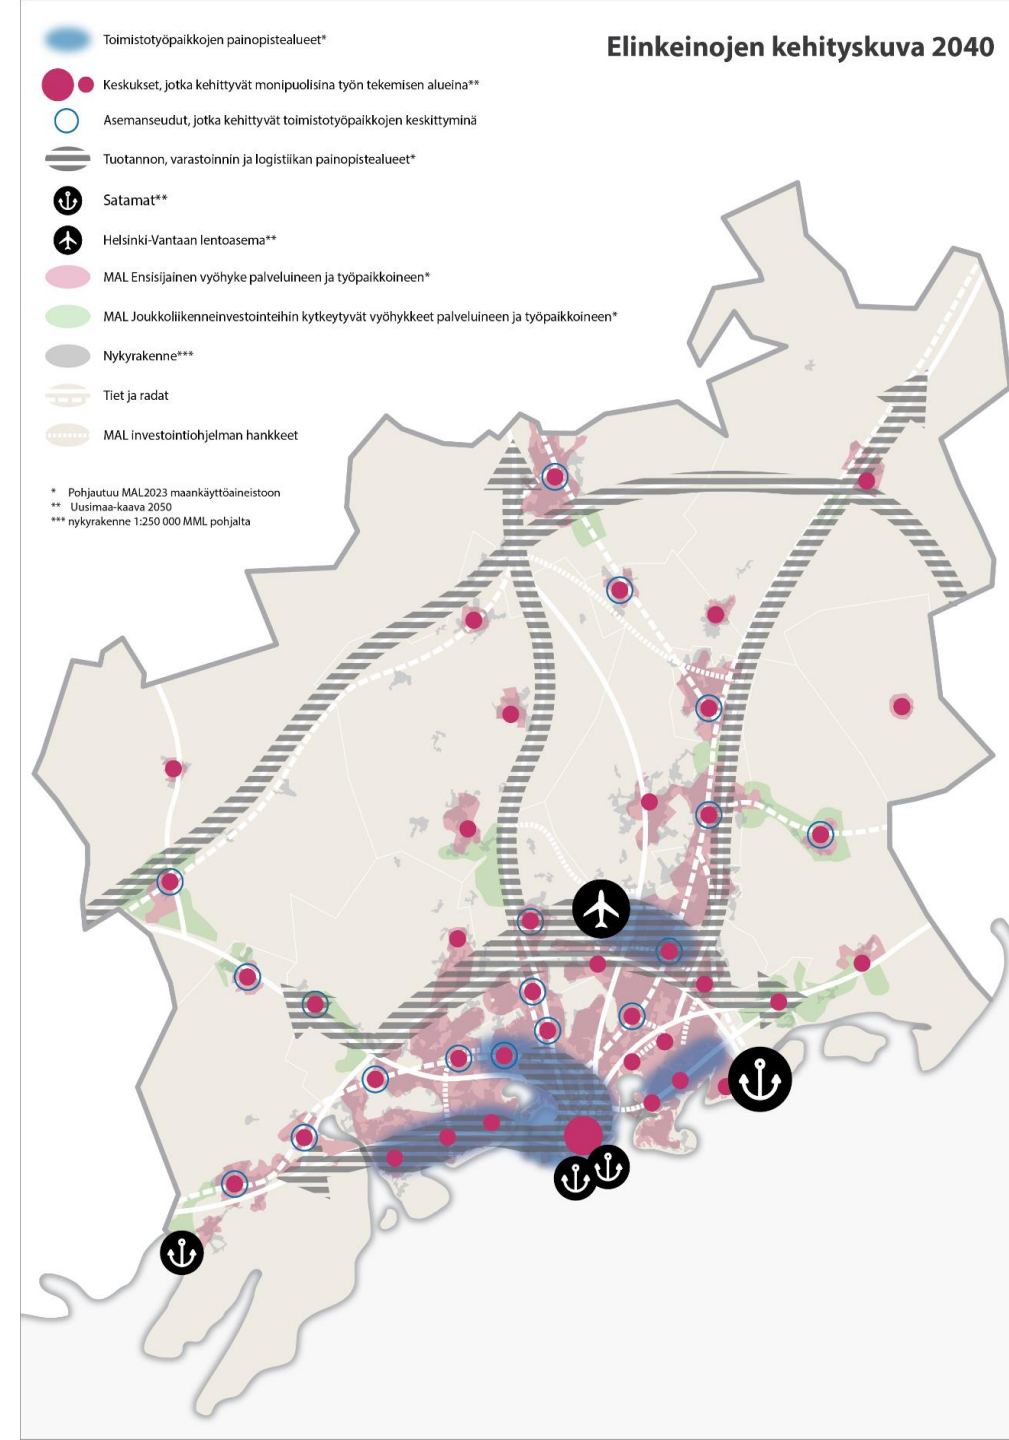 Elinkeinojen kehityskuva 2040
Toimistotyöpaikkojen painopistealueet*
Keskukset, jotka kehittyvät monipuolisina työn tekemisen alueina**
Asemanseudut, jotka kehittyvät toimistotyöpaikkojen keskittyminä
Tuotannon, varastoinnin ja logistiikan painopistealueet*
Satamat**
Helsinki-Vantaan lentoasema**
MAL Ensisijainen vyöhyke palveluineen ja työpaikkoineen*
MAL Joukkoliikenneinvestointeihin kytkeytyvät vyöhykkeet palveluineen ja työpaikkoineen*
Nykyrakenne***
Tiet ja radat
MAL investointiohjelman hankkeet
* Pohjautuu MAL2023 maankäyttöaineistoon
** Uusimaa-kaava 2050
*** nykyrakenne 1:250 000 MML pohjalta